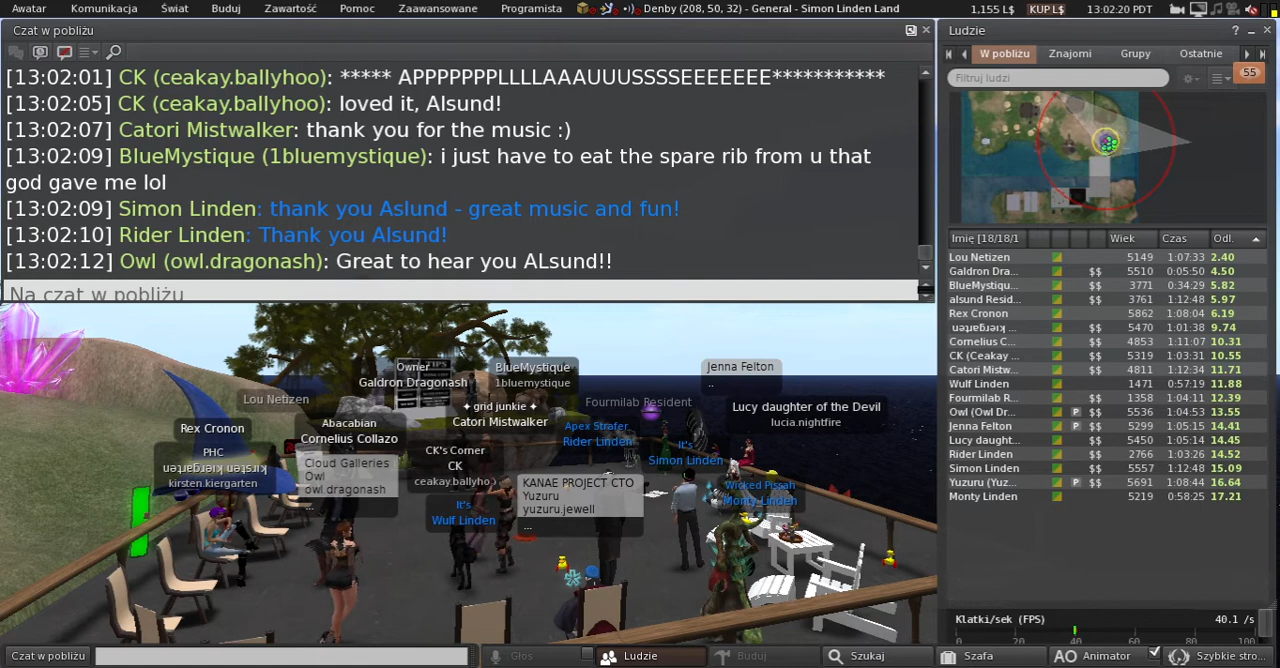 Awatar Komunikacja Świat Buduj Zawartość Pomoc Zaawansowane Programista Denby (208, 50, 32) - General - Simon Linden Land 1,155 L$ KUP L$ 13:02:20 PDT
Czat w pobliżu
[13:02:01] CK (ceakay.ballyhoo): ***** APPPPPPPLLLLAAAUUUSSSSEEEEEEE***********
[13:02:05] CK (ceakay.ballyhoo): loved it, Alsund!
[13:02:07] Catori Mistwalker: thank you for the music :)
[13:02:09] BlueMystique (1bluemystique): i just have to eat the spare rib from u that
god gave me lol
[13:02:09] Simon Linden: thank you Aslund - great music and fun!
[13:02:10] Rider Linden: Thank you Alsund!
[13:02:12] Owl (owl.dragonash): Great to hear you ALsund!!
Na czat w pobliżu
Owner
Galdron Dragonash
BlueMystique
1bluemystique
Jenna Felton
..
Lou Netizen
✦ grid junkie ✦
Catori Mistwalker
Fourmilab Resident
Lucy daughter of the Devil
lucia.nightfire
Rex Cronon
Abacabian
Cornelius Collazo
Apex Strafer
Rider Linden
It's
Simon Linden
PHC
kirsten.kiergarten
Cloud Galleries
Owl
owl.dragonash
...
CK's Corner
CK
ceakay.ballyhoo
KANAE PROJECT CTO
Yuzuru
yuzuru.jewell
...
Wicked Pissah
Monty Linden
It's
Wulf Linden
Ludzie
W pobliżu Znajomi Grupy Ostatnie
Filtruj ludzi
55
Imię [18/18/1 Wiek Czas Odl.
Lou Netizen 5149 1:07:33 2.40
Galdron Dra... $$ 5510 0:05:50 4.50
BlueMystiqu... $$ 3771 0:34:29 5.82
alsund Resid... $$ 3761 1:12:48 5.97
Rex Cronon 5862 1:08:04 6.19
$$ 5470 1:01:38 9.74
Cornelius C... $$ 4853 1:11:07 10.31
CK (Ceakay ... $$ 5319 1:03:31 10.55
Catori Mistw... $$ 4811 1:12:34 11.71
Wulf Linden 1471 0:57:19 11.88
Fourmilab R... $$ 1358 1:04:11 12.39
Owl (Owl Dr... P $$ 5536 1:04:53 13.55
Jenna Felton P $$ 5299 1:05:14 14.41
Lucy daught... $$ 5450 1:05:14 14.45
Rider Linden $$ 2766 1:03:26 14.52
Simon Linden $$ 5557 1:12:48 15.09
Yuzuru (Yuz... P $$ 5691 1:08:44 16.64
Monty Linden 5219 0:58:25 17.21
Klatki/sek (FPS) 40.1 /s
0 20 40 60 80 100
Czat w pobliżu Głos Ludzie Buduj Szukaj Szafa AO Animator Szybkie stro...